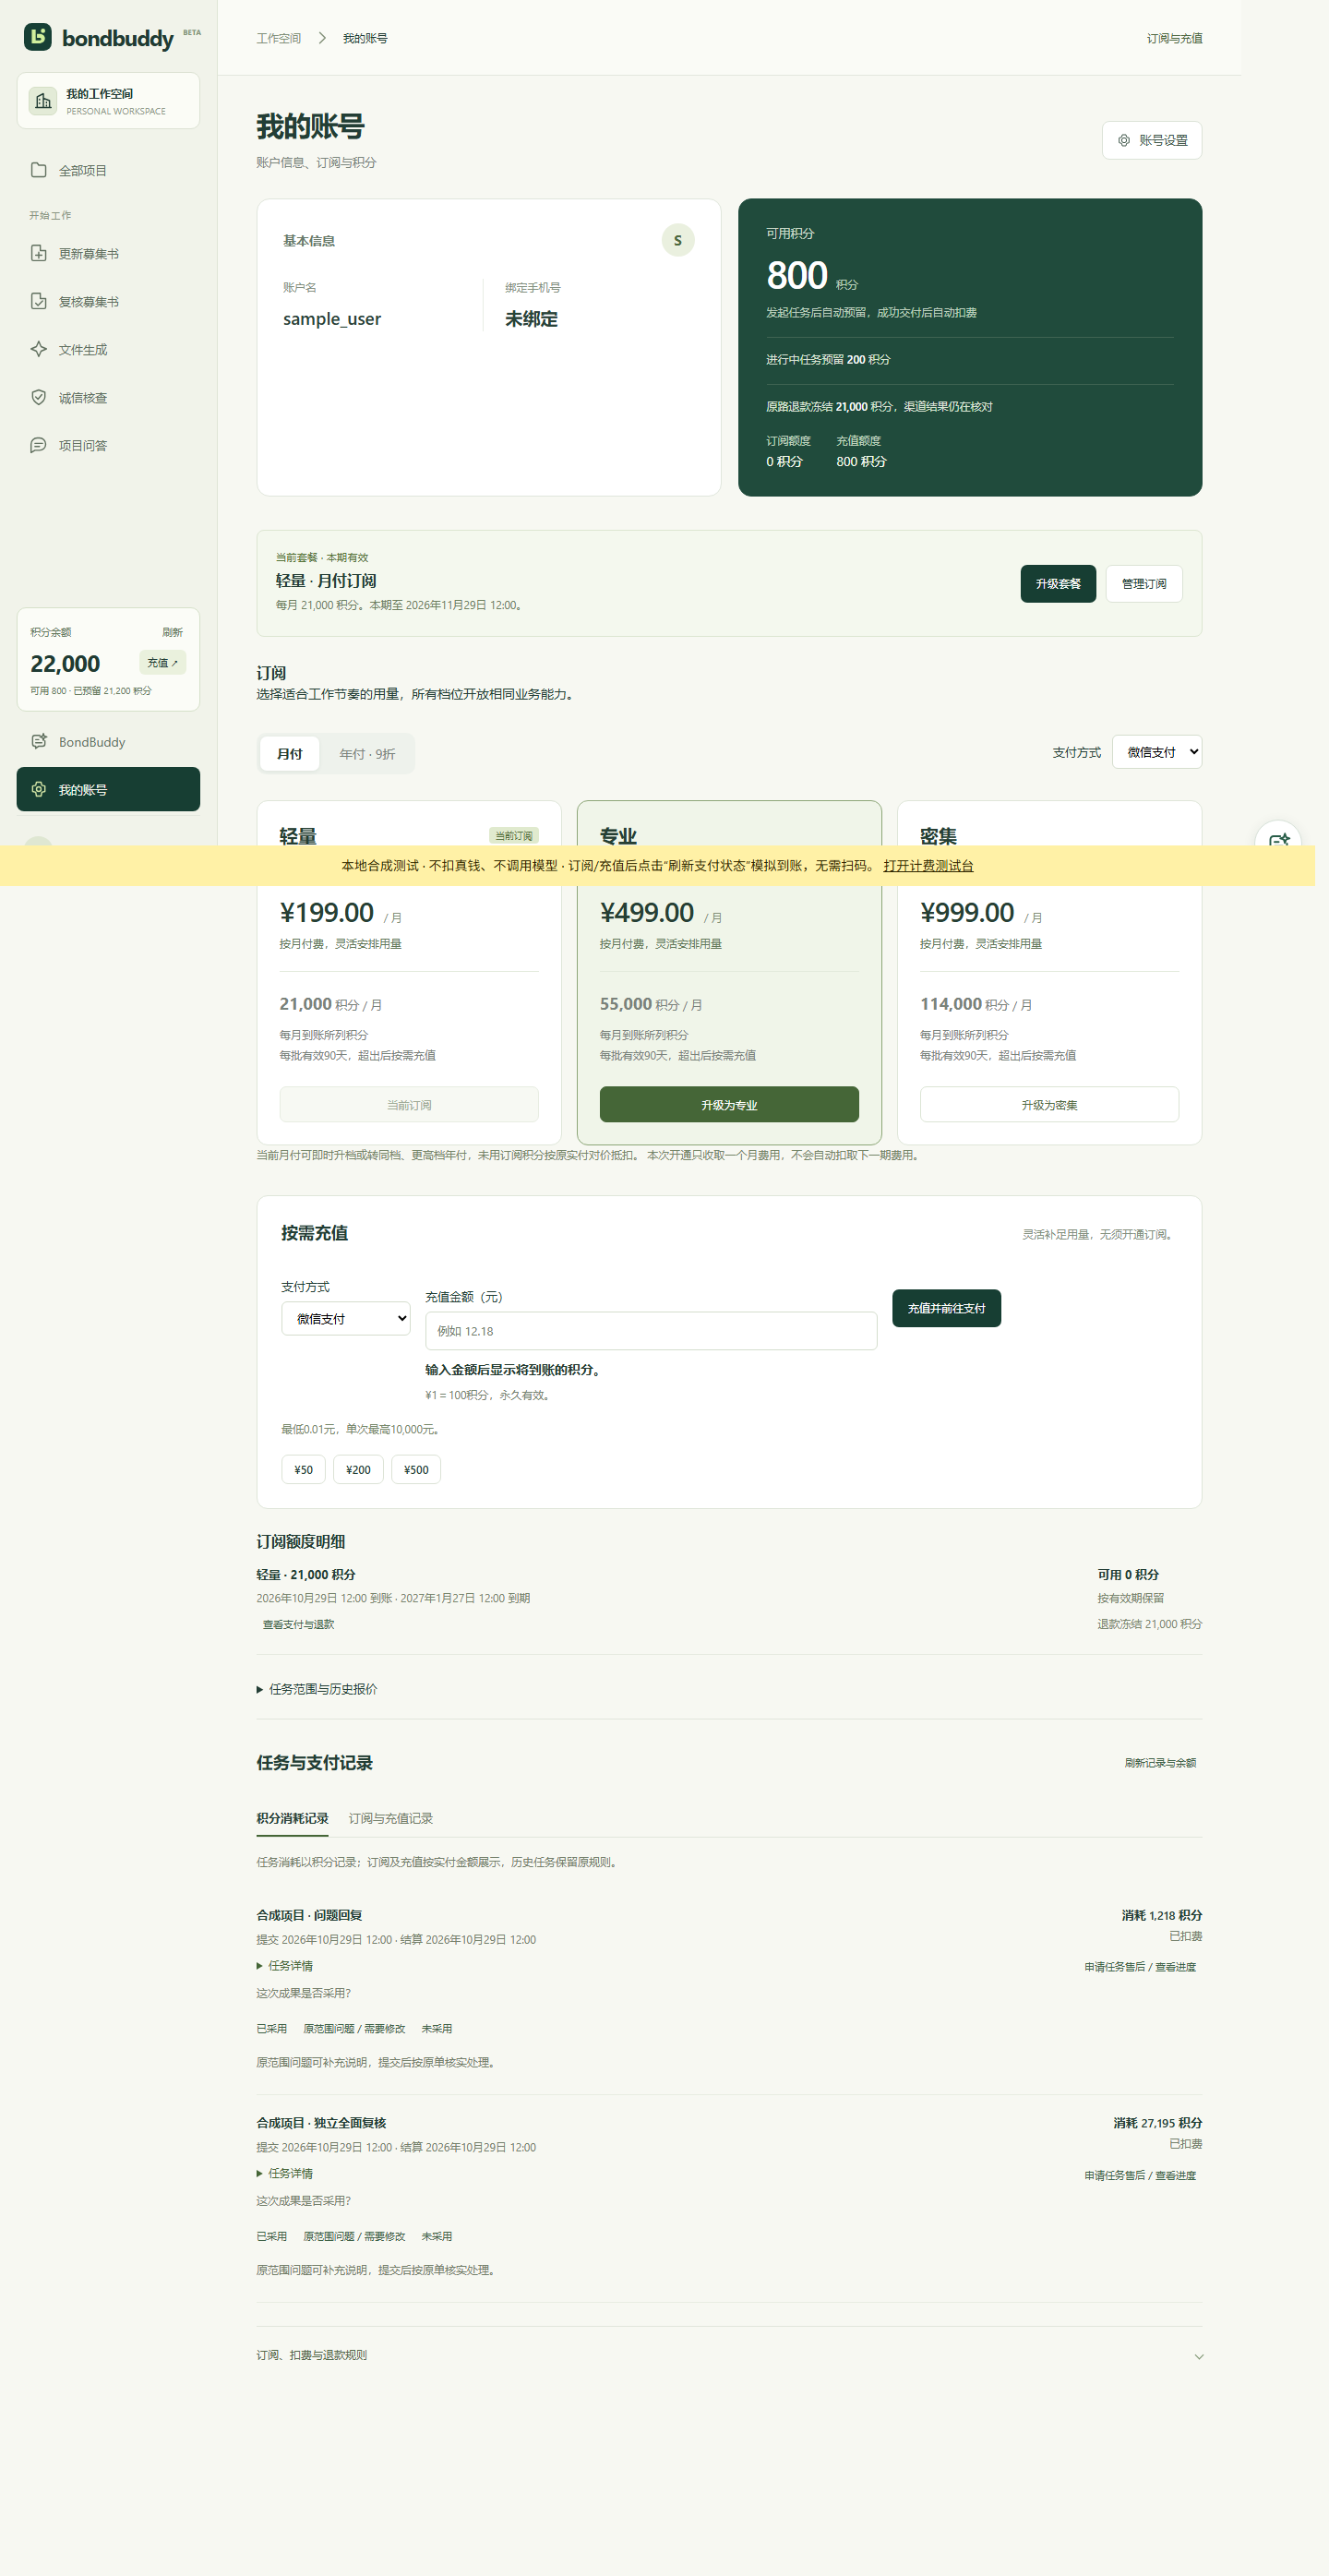 bondbuddy BETA
我的工作空间
PERSONAL WORKSPACE
全部项目
开始工作
更新募集书
复核募集书
文件生成
诚信核查
项目问答
积分余额 刷新
22,000 充值 ↗
可用 800 · 已预留 21,200 积分
BondBuddy
我的账号
工作空间 我的账号 订阅与充值
我的账号
账户信息、订阅与积分
账号设置
基本信息 S
账户名 绑定手机号
sample_user 未绑定
可用积分
800 积分
发起任务后自动预留，成功交付后自动扣费
进行中任务预留 200 积分
原路退款冻结 21,000 积分，渠道结果仍在核对
订阅额度 充值额度
0 积分 800 积分
当前套餐 · 本期有效
轻量 · 月付订阅
每月 21,000 积分。本期至 2026年11月29日 12:00。
升级套餐 管理订阅
订阅
选择适合工作节奏的用量，所有档位开放相同业务能力。
月付 年付 · 9折 支付方式 微信支付
轻量 当前订阅 专业 密集
本地合成测试 · 不扣真钱、不调用模型 · 订阅/充值后点击“刷新支付状态”模拟到账，无需扫码。 打开计费测试台
¥199.00 / 月 ¥499.00 / 月 ¥999.00 / 月
按月付费，灵活安排用量 按月付费，灵活安排用量 按月付费，灵活安排用量
21,000 积分 / 月 55,000 积分 / 月 114,000 积分 / 月
每月到账所列积分 每月到账所列积分 每月到账所列积分
每批有效90天，超出后按需充值 每批有效90天，超出后按需充值 每批有效90天，超出后按需充值
当前订阅 升级为专业 升级为密集
当前月付可即时升档或转同档、更高档年付，未用订阅积分按原实付对价抵扣。 本次开通只收取一个月费用，不会自动扣取下一期费用。
按需充值 灵活补足用量，无须开通订阅。
支付方式 充值金额（元）
微信支付 例如 12.18 充值并前往支付
输入金额后显示将到账的积分。
¥1 = 100积分，永久有效。
最低0.01元，单次最高10,000元。
¥50 ¥200 ¥500
订阅额度明细
轻量 · 21,000 积分 可用 0 积分
2026年10月29日 12:00 到账 · 2027年1月27日 12:00 到期 按有效期保留
查看支付与退款 退款冻结 21,000 积分
任务范围与历史报价
任务与支付记录 刷新记录与余额
积分消耗记录 订阅与充值记录
任务消耗以积分记录；订阅及充值按实付金额展示，历史任务保留原规则。
合成项目 · 问题回复 消耗 1,218 积分
提交 2026年10月29日 12:00 · 结算 2026年10月29日 12:00 已扣费
任务详情 申请任务售后 / 查看进度
这次成果是否采用？
已采用 原范围问题 / 需要修改 未采用
原范围问题可补充说明，提交后按原单核实处理。
合成项目 · 独立全面复核 消耗 27,195 积分
提交 2026年10月29日 12:00 · 结算 2026年10月29日 12:00 已扣费
任务详情 申请任务售后 / 查看进度
这次成果是否采用？
已采用 原范围问题 / 需要修改 未采用
原范围问题可补充说明，提交后按原单核实处理。
订阅、扣费与退款规则